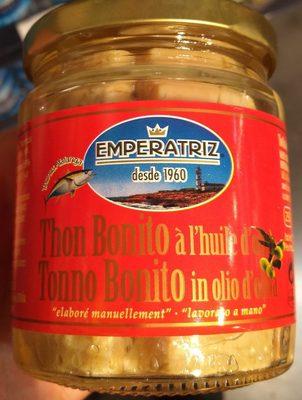 EMPERATRIZ
desde 1960
Thon Bonito à l'huile d'
Tonno Bonito in olio d'
"elaboré manuellement" - "lavorato a mano"